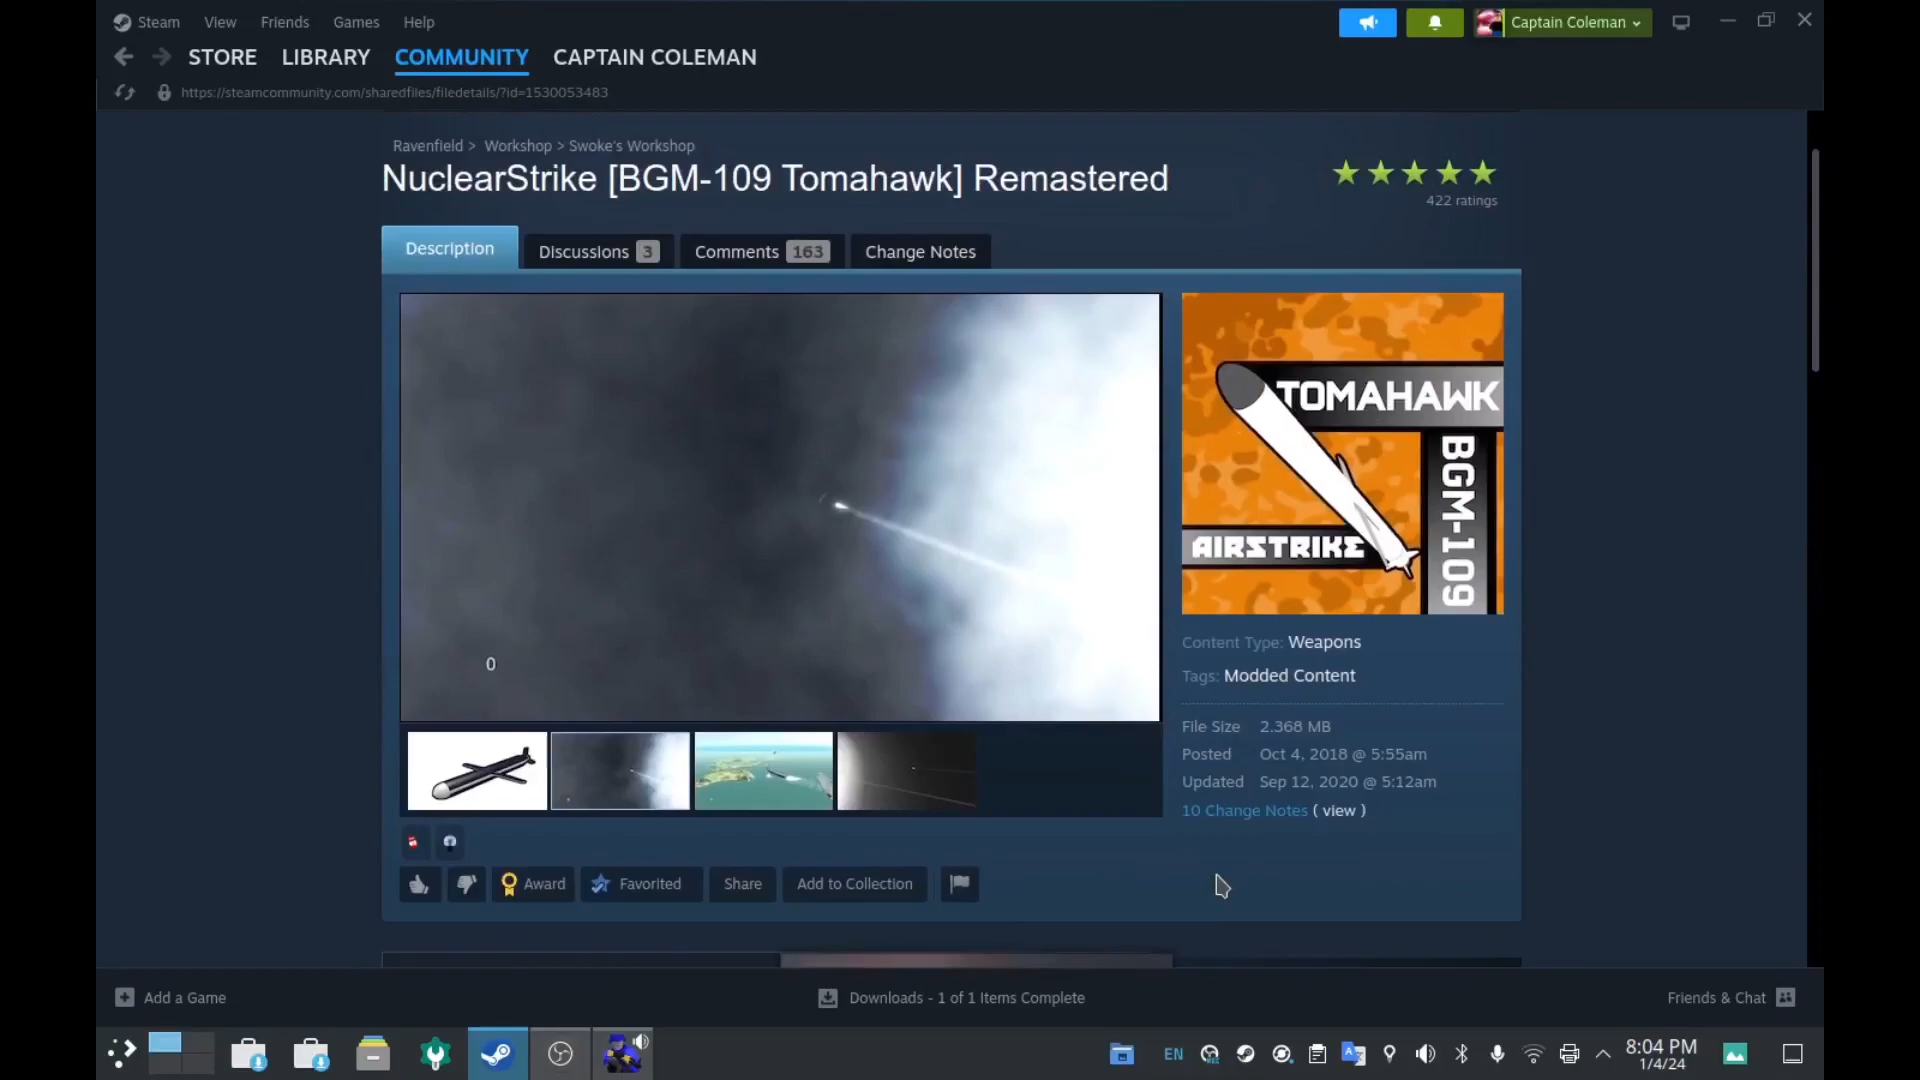 Steam View Friends Games Help
Captain Coleman
STORE LIBRARY COMMUNITY CAPTAIN COLEMAN
https://steamcommunity.com/sharedfiles/filedetails/?id=1530053483
Ravenfield > Workshop > Swoke's Workshop
NuclearStrike [BGM-109 Tomahawk] Remastered
422 ratings
Description Discussions 3 Comments 163 Change Notes
TOMAHAWK
BGM-109
AIRSTRIKE
0
Content Type: Weapons
Tags: Modded Content
File Size 2.368 MB
Posted Oct 4, 2018 @ 5:55am
Updated Sep 12, 2020 @ 5:12am
10 Change Notes ( view )
Award Favorited Share Add to Collection
Add a Game Downloads - 1 of 1 Items Complete Friends & Chat
EN
8:04 PM
1/4/24